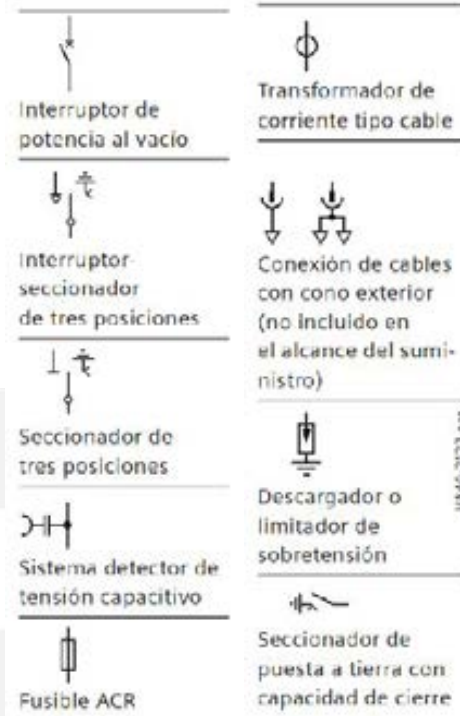 Interruptor de
potencia al vacío
Interruptor-
seccionador
de tres posiciones
Seccionador de
tres posiciones
Sistema detector de
tensión capacitivo
Fusible ACR
Transformador de
corriente tipo cable
Conexión de cables
con cono exterior
(no incluido en
el alcance del sumi-
nistro)
Descargador o
limitador de
sobretensión
Seccionador de
puesta a tierra con
capacidad de cierre